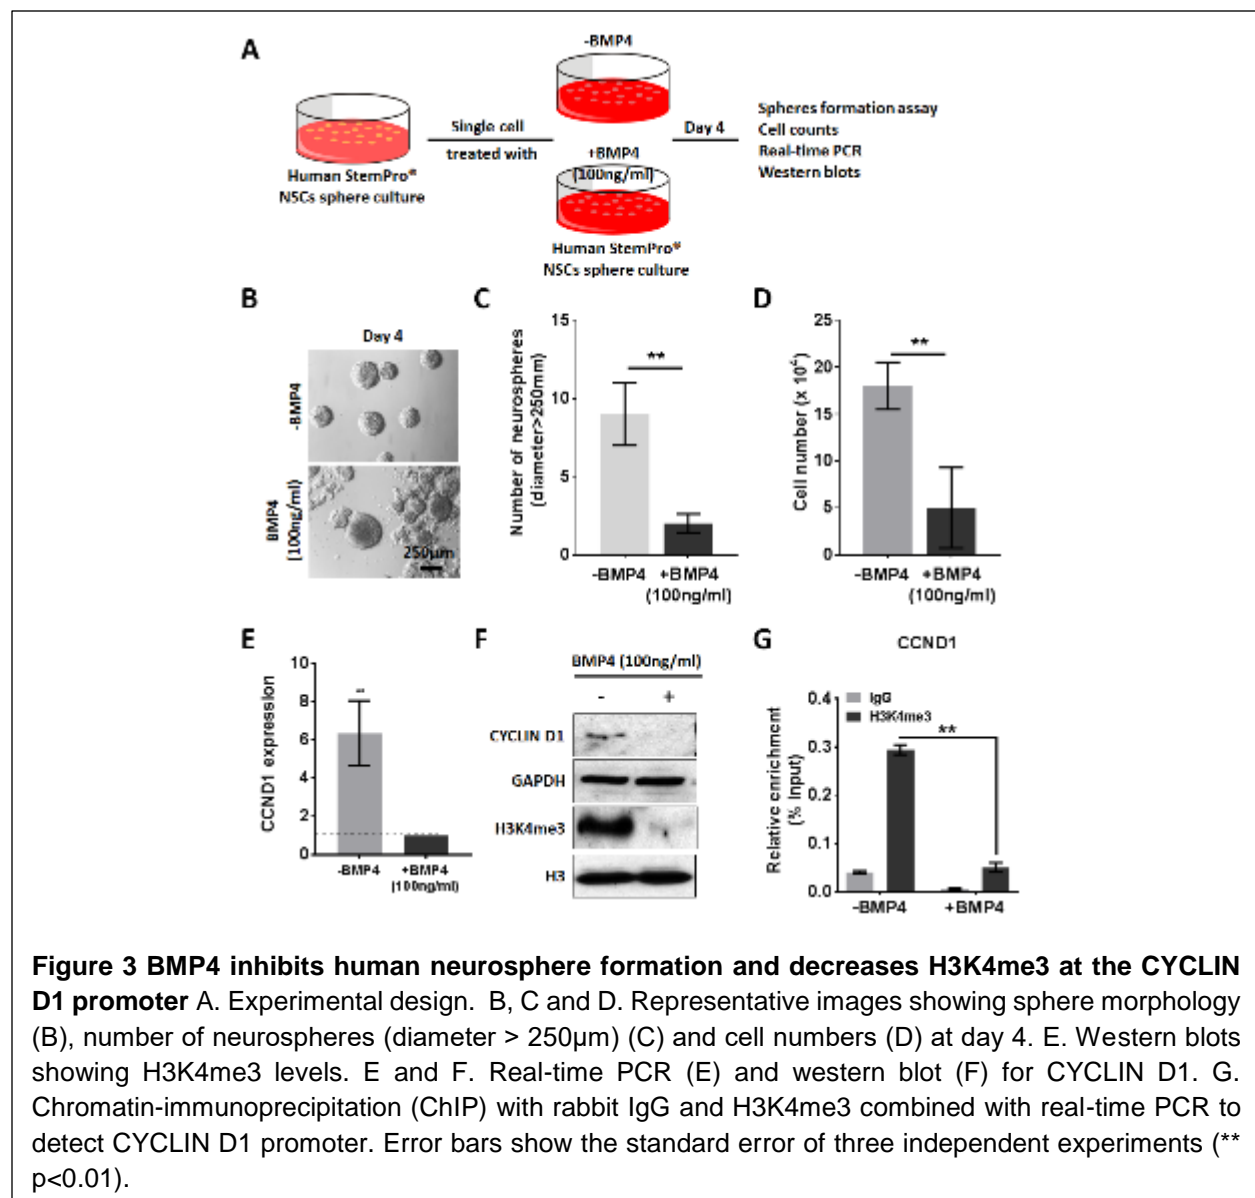 A
-BMP4
Single cell
treated with
+BMP4
(100ng/ml)
Day 4
Spheres formation assay
Cell counts
Real-time PCR
Western blots
Human StemPro®
NSCs sphere culture
Human StemPro®
NSCs sphere culture
B
Day 4
-BMP4
BMP4
(100ng/ml)
250µm
C
Number of neurospheres
(diameter>250mm)
15
10
5
0
**
-BMP4
+BMP4
(100ng/ml)
D
Cell number (x 10⁴)
25
20
15
10
5
0
**
-BMP4
+BMP4
(100ng/ml)
E
CCND1 expression
10
8
6
4
2
0
**
-BMP4
+BMP4
(100ng/ml)
F
BMP4 (100ng/ml)
- +
CYCLIN D1
GAPDH
H3K4me3
H3
G
CCND1
Relative enrichment
(% Input)
0.4
0.3
0.2
0.1
0.0
IgG
H3K4me3
**
-BMP4
+BMP4
Figure 3 BMP4 inhibits human neurosphere formation and decreases H3K4me3 at the CYCLIN
D1 promoter A. Experimental design. B, C and D. Representative images showing sphere morphology
(B), number of neurospheres (diameter > 250µm) (C) and cell numbers (D) at day 4. E. Western blots
showing H3K4me3 levels. E and F. Real-time PCR (E) and western blot (F) for CYCLIN D1. G.
Chromatin-immunoprecipitation (ChIP) with rabbit IgG and H3K4me3 combined with real-time PCR to
detect CYCLIN D1 promoter. Error bars show the standard error of three independent experiments (**
p<0.01).